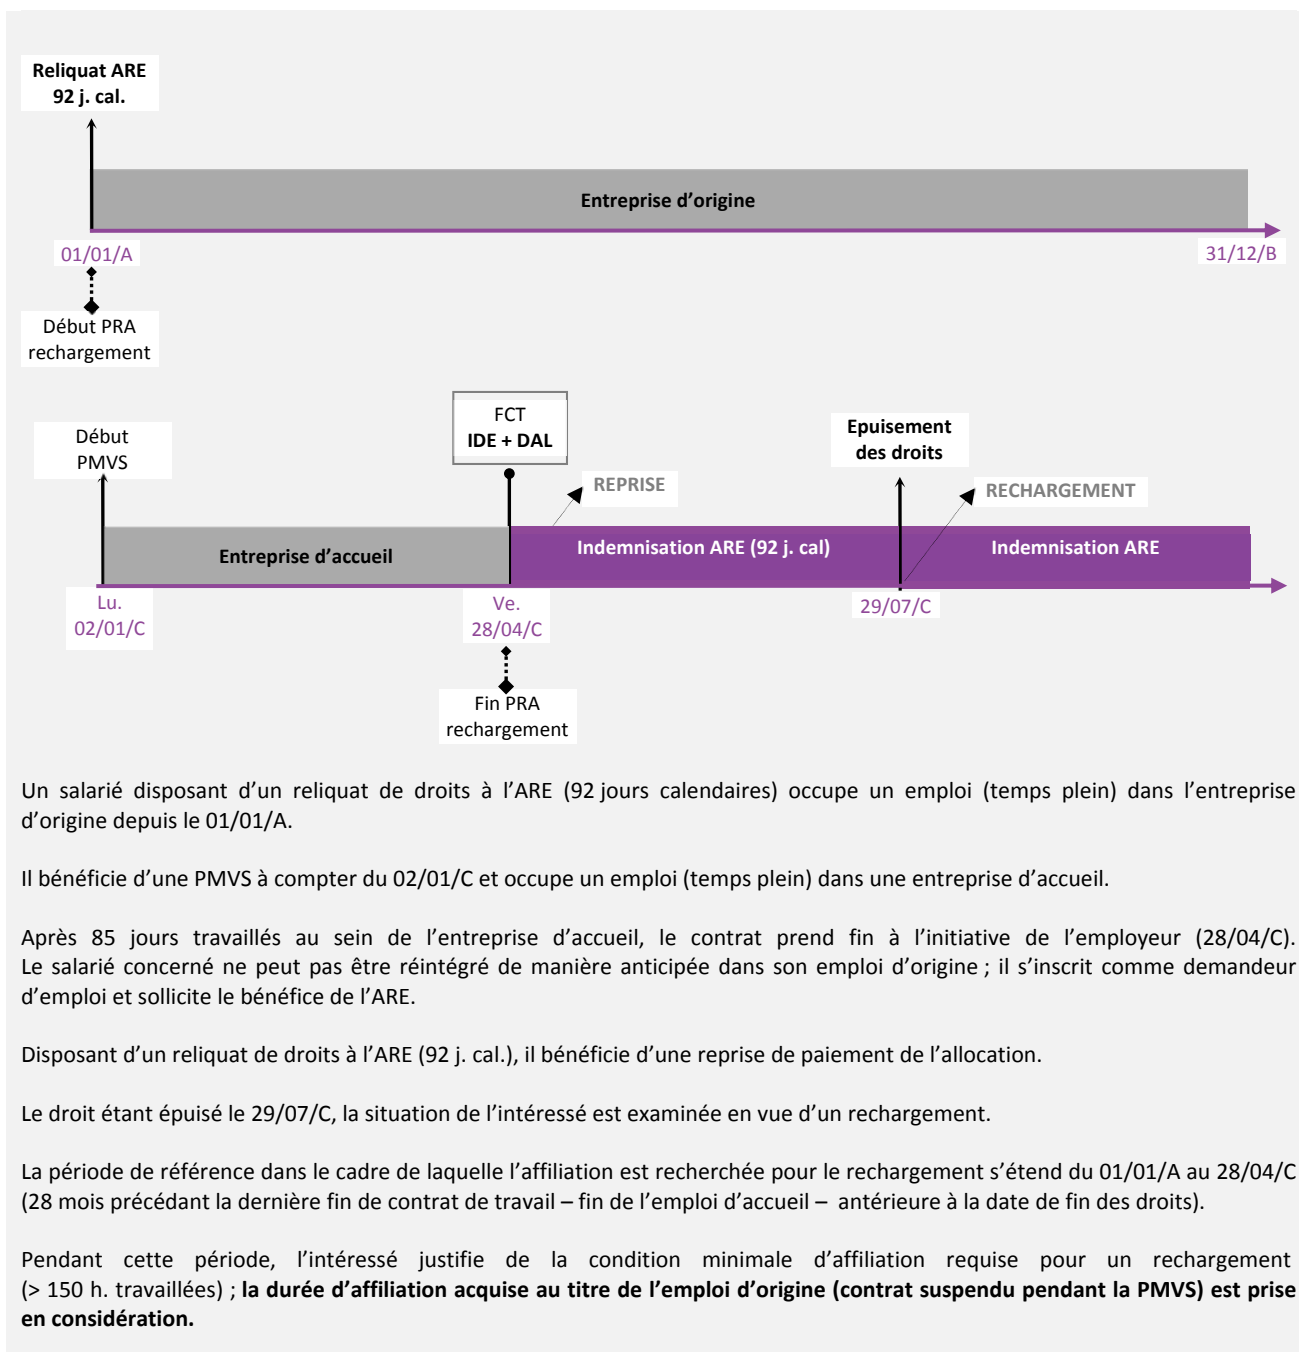 Reliquat ARE
92 j. cal.
Entreprise d’origine
01/01/A
31/12/B
Début PRA
rechargement
Début
PMVS
FCT
IDE + DAL
REPRISE
Epuisement
des droits
RECHARGEMENT
Entreprise d’accueil
Indemnisation ARE (92 j. cal)
Indemnisation ARE
Lu.
02/01/C
Ve.
28/04/C
29/07/C
Fin PRA
rechargement
Un salarié disposant d’un reliquat de droits à l’ARE (92 jours calendaires) occupe un emploi (temps plein) dans l’entreprise
d’origine depuis le 01/01/A.
Il bénéficie d’une PMVS à compter du 02/01/C et occupe un emploi (temps plein) dans une entreprise d’accueil.
Après 85 jours travaillés au sein de l’entreprise d’accueil, le contrat prend fin à l’initiative de l’employeur (28/04/C).
Le salarié concerné ne peut pas être réintégré de manière anticipée dans son emploi d’origine ; il s’inscrit comme demandeur
d’emploi et sollicite le bénéfice de l’ARE.
Disposant d’un reliquat de droits à l’ARE (92 j. cal.), il bénéficie d’une reprise de paiement de l’allocation.
Le droit étant épuisé le 29/07/C, la situation de l’intéressé est examinée en vue d’un rechargement.
La période de référence dans le cadre de laquelle l’affiliation est recherchée pour le rechargement s’étend du 01/01/A au 28/04/C
(28 mois précédant la dernière fin de contrat de travail – fin de l’emploi d’accueil – antérieure à la date de fin des droits).
Pendant cette période, l’intéressé justifie de la condition minimale d’affiliation requise pour un rechargement
(> 150 h. travaillées) ; la durée d’affiliation acquise au titre de l’emploi d’origine (contrat suspendu pendant la PMVS) est prise
en considération.